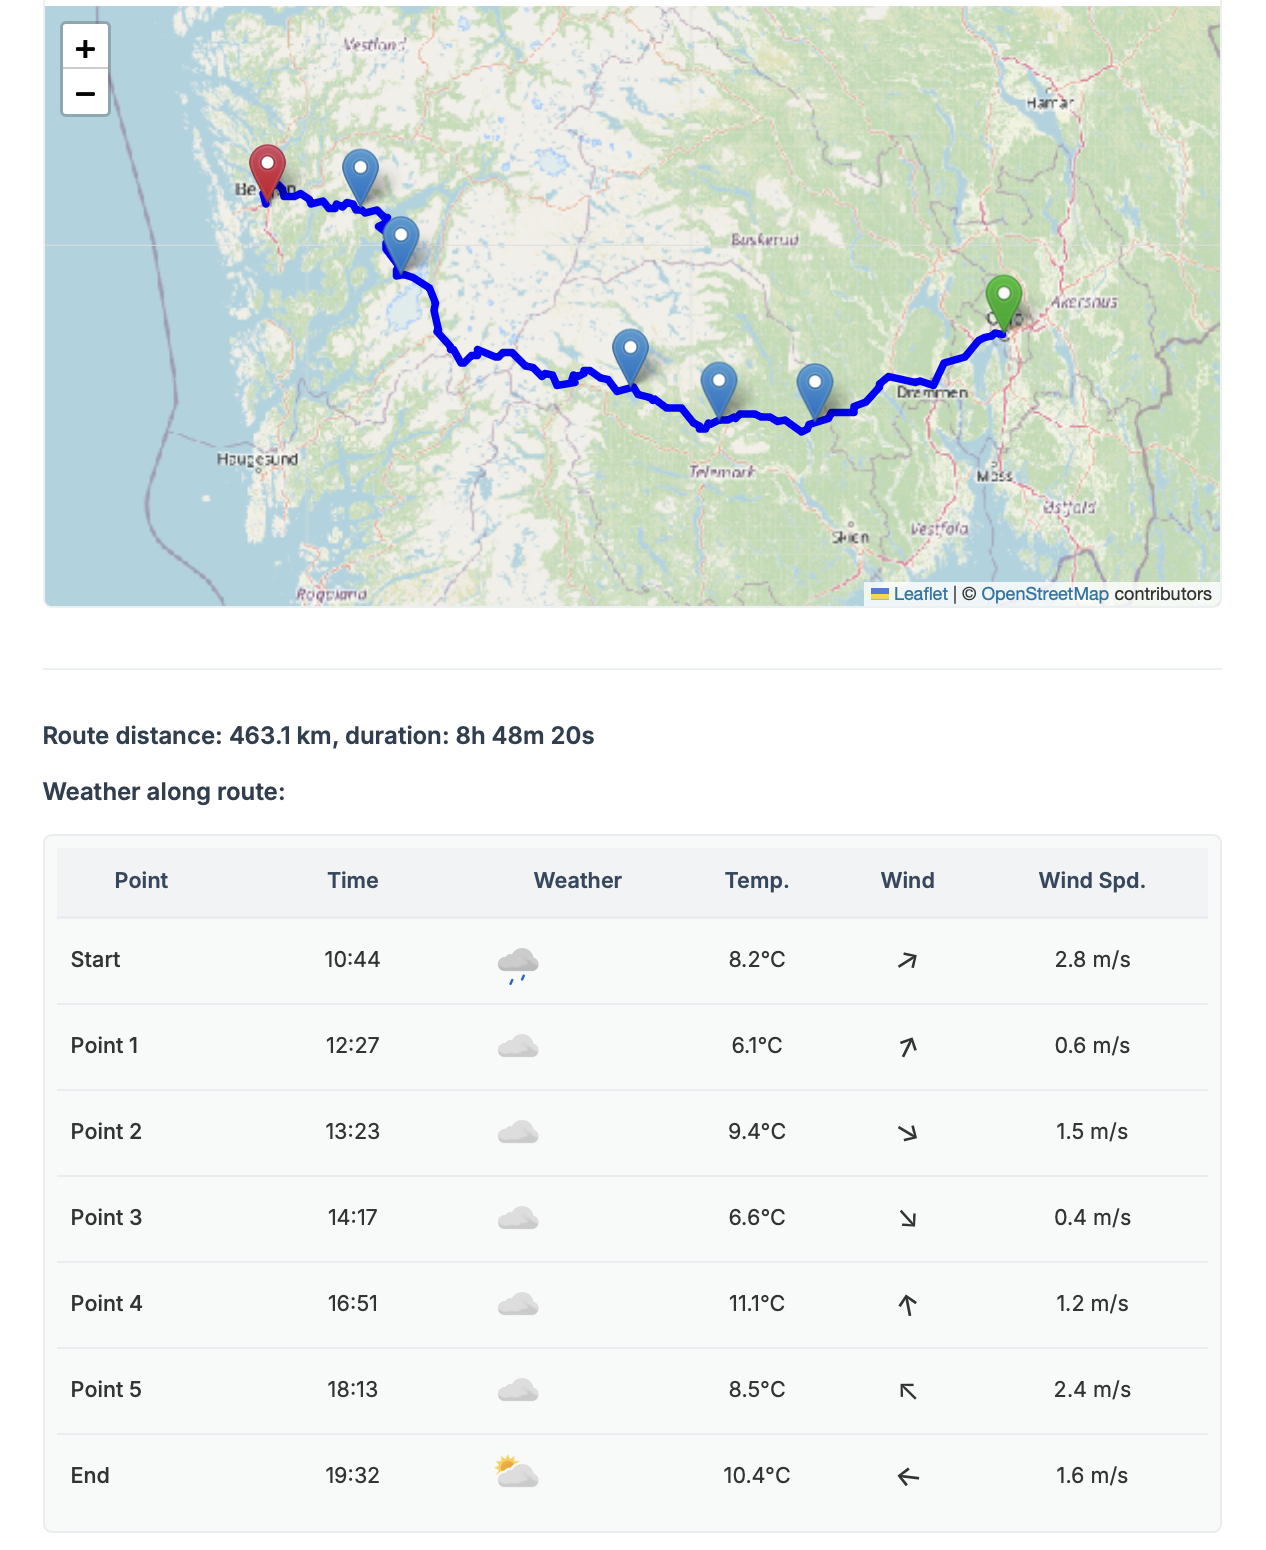 +
−
Vestland
Hamar
Buskerud
Akershus
Drammen
Haugesund
Telemark
Moss
Østfold
Vestfold
Skien
Rogaland
Leaflet | © OpenStreetMap contributors
Route distance: 463.1 km, duration: 8h 48m 20s
Weather along route:
Point Time Weather Temp. Wind Wind Spd.
Start 10:44 8.2°C 2.8 m/s
Point 1 12:27 6.1°C 0.6 m/s
Point 2 13:23 9.4°C 1.5 m/s
Point 3 14:17 6.6°C 0.4 m/s
Point 4 16:51 11.1°C 1.2 m/s
Point 5 18:13 8.5°C 2.4 m/s
End 19:32 10.4°C 1.6 m/s